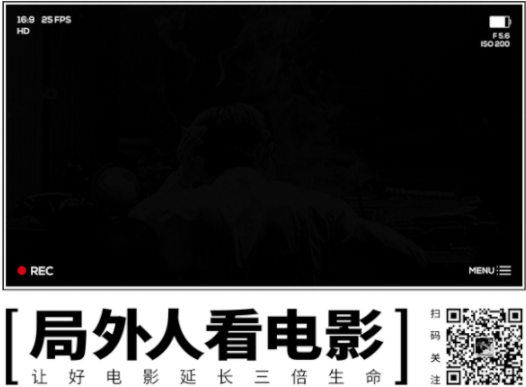 16:9 25 FPS
HD
F 5.6
ISO 200
REC
MENU
[局外人看电影]
让好电影延长三倍生命
扫码关注